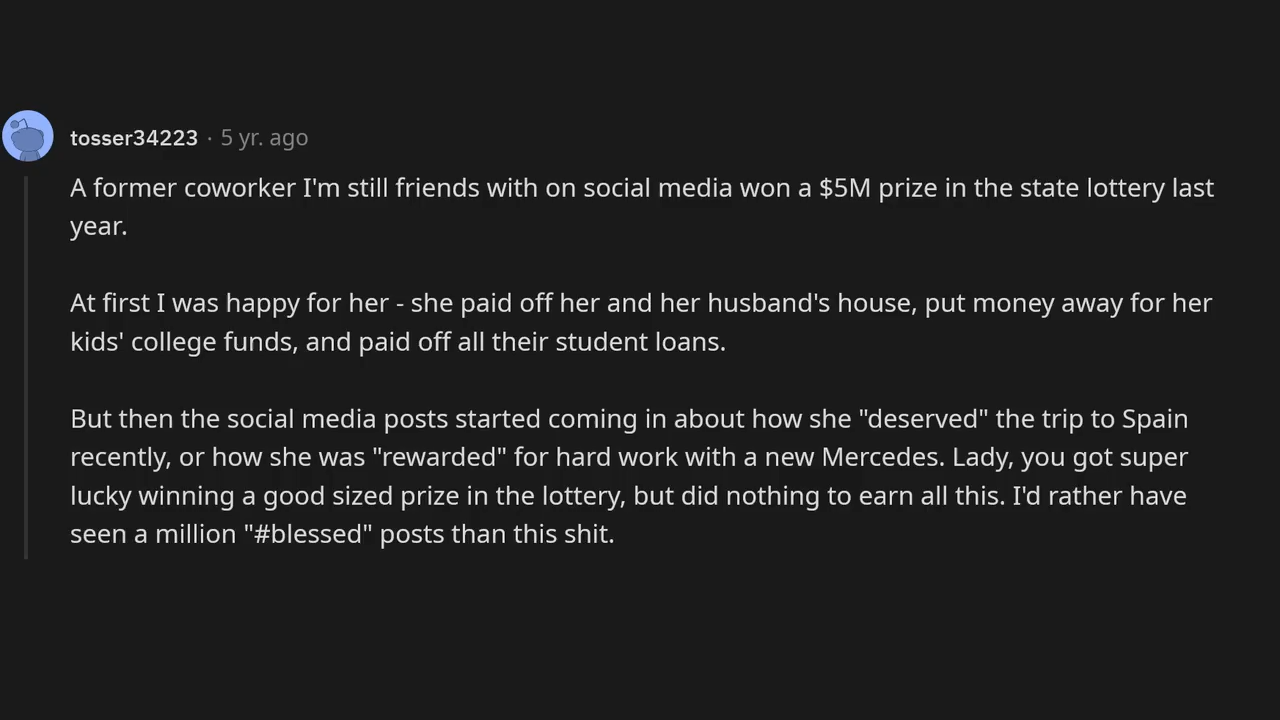 tosser34223 · 5 yr. ago
A former coworker I'm still friends with on social media won a $5M prize in the state lottery last
year.
At first I was happy for her - she paid off her and her husband's house, put money away for her
kids' college funds, and paid off all their student loans.
But then the social media posts started coming in about how she "deserved" the trip to Spain
recently, or how she was "rewarded" for hard work with a new Mercedes. Lady, you got super
lucky winning a good sized prize in the lottery, but did nothing to earn all this. I'd rather have
seen a million "#blessed" posts than this shit.